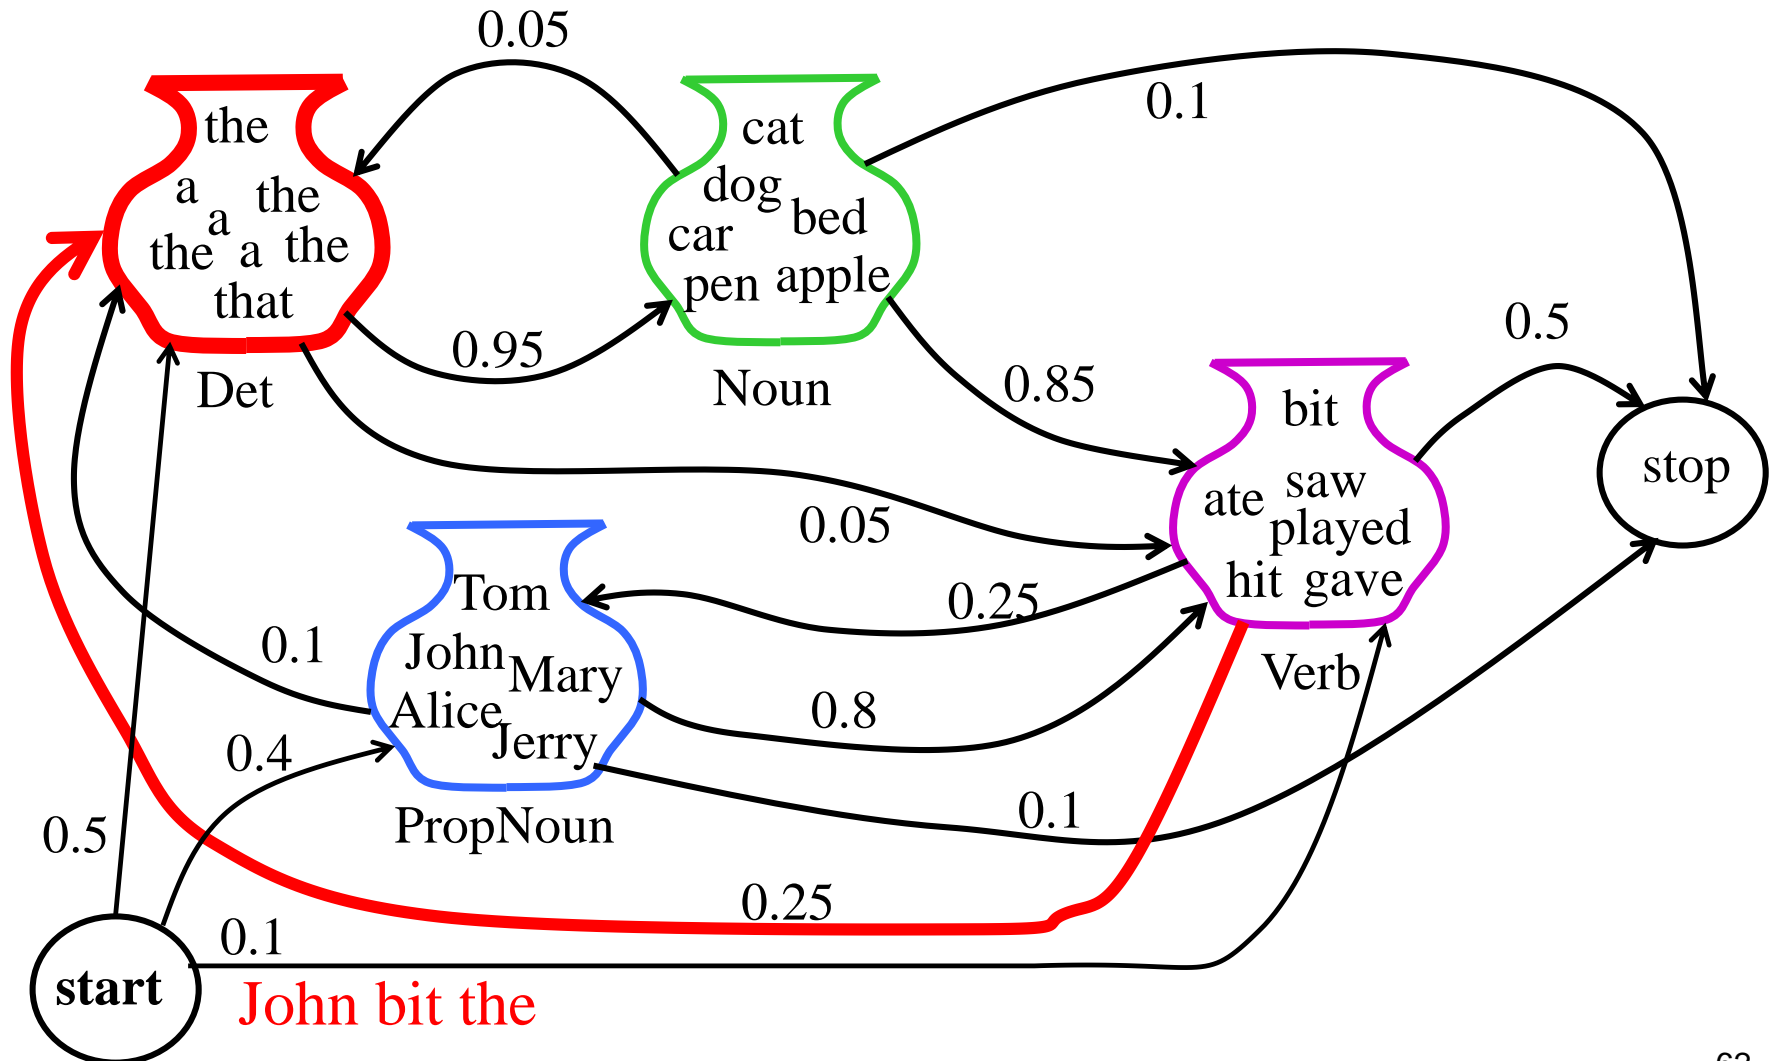 0.05
0.1
the
a the
a
the a the
that
Det
cat
dog
bed
car
pen apple
Noun
0.95
0.85
0.5
bit
saw
ate
played
hit gave
Verb
stop
0.05
0.25
Tom
John
Mary
Alice
Jerry
PropNoun
0.1
0.8
0.4
0.1
0.5
0.25
0.1
start
John bit the